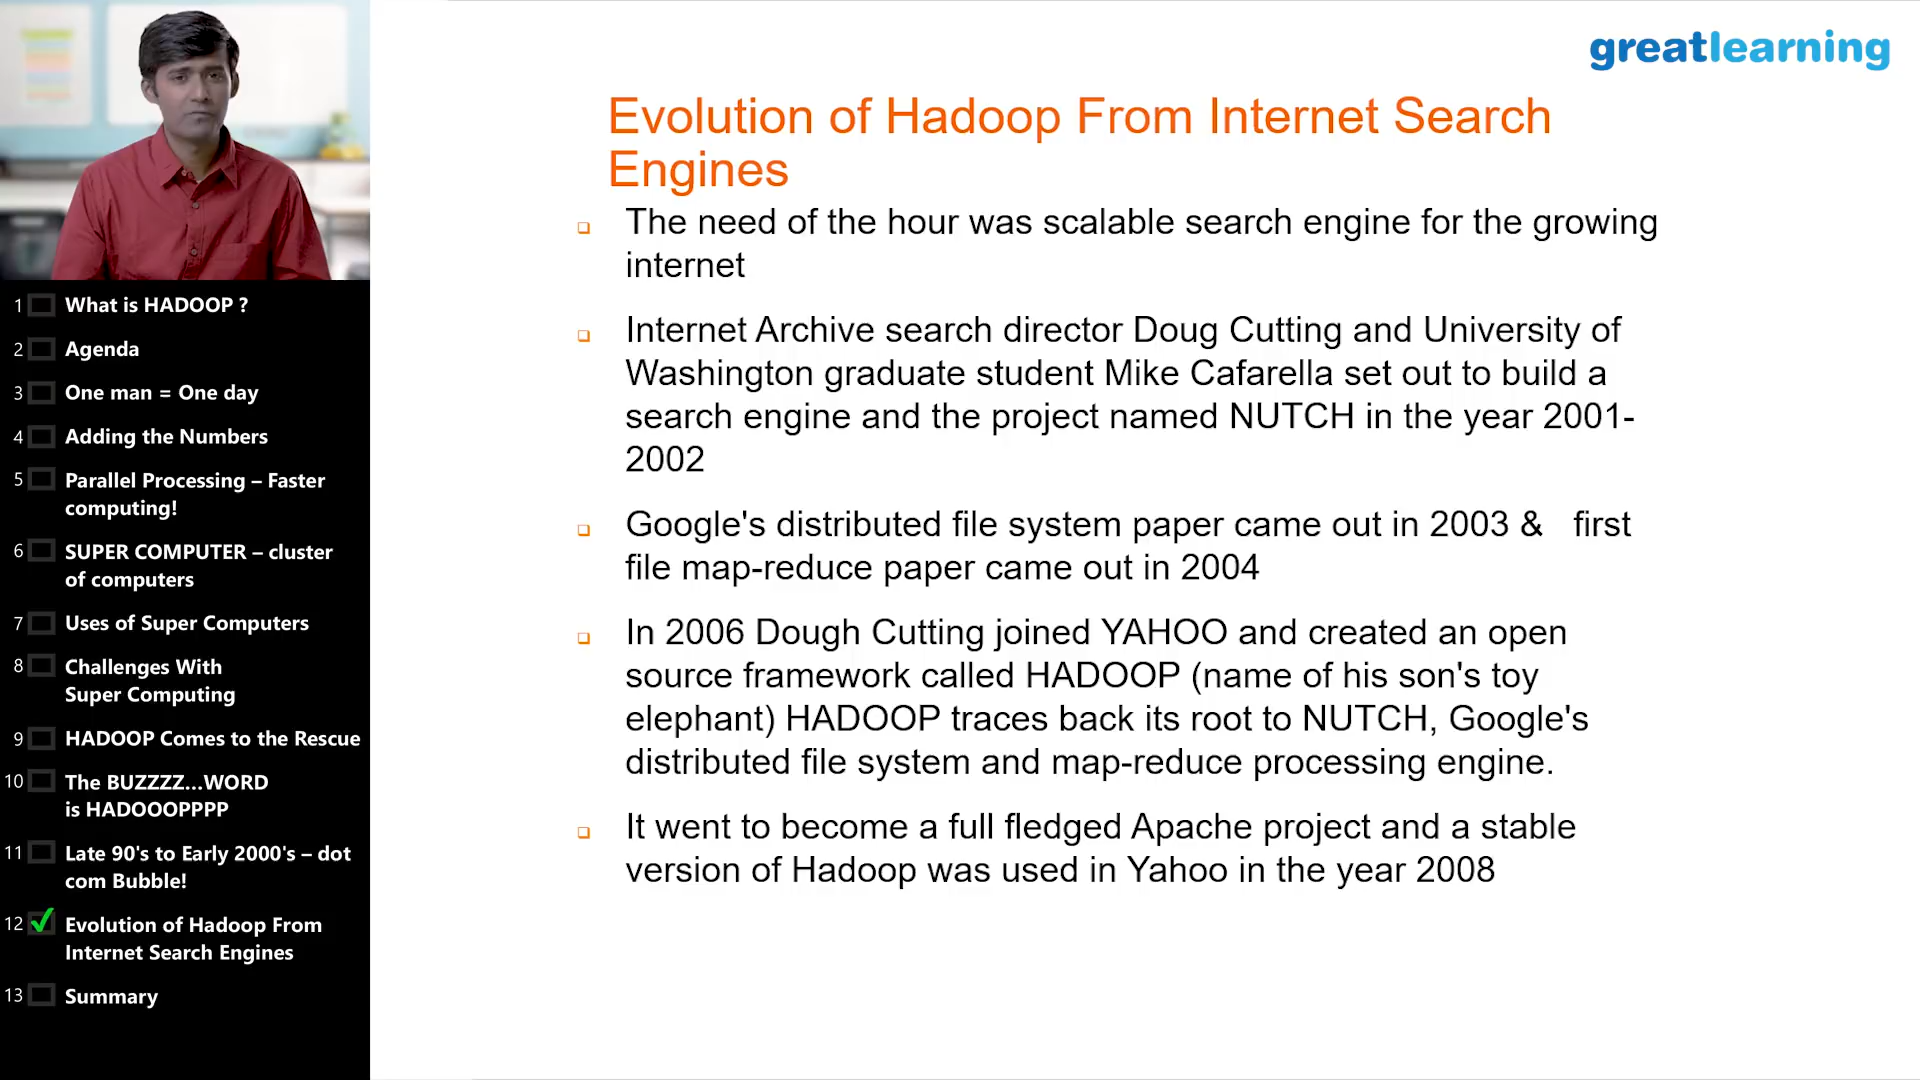 greatlearning
Evolution of Hadoop From Internet Search
Engines
The need of the hour was scalable search engine for the growing
internet
Internet Archive search director Doug Cutting and University of
Washington graduate student Mike Cafarella set out to build a
search engine and the project named NUTCH in the year 2001-
2002
Google's distributed file system paper came out in 2003 & first
file map-reduce paper came out in 2004
In 2006 Dough Cutting joined YAHOO and created an open
source framework called HADOOP (name of his son's toy
elephant) HADOOP traces back its root to NUTCH, Google's
distributed file system and map-reduce processing engine.
It went to become a full fledged Apache project and a stable
version of Hadoop was used in Yahoo in the year 2008
1 What is HADOOP ?
2 Agenda
3 One man = One day
4 Adding the Numbers
5 Parallel Processing – Faster
computing!
6 SUPER COMPUTER – cluster
of computers
7 Uses of Super Computers
8 Challenges With
Super Computing
9 HADOOP Comes to the Rescue
10 The BUZZZZ...WORD
is HADOOOPPPP
11 Late 90's to Early 2000's – dot
com Bubble!
12 Evolution of Hadoop From
Internet Search Engines
13 Summary